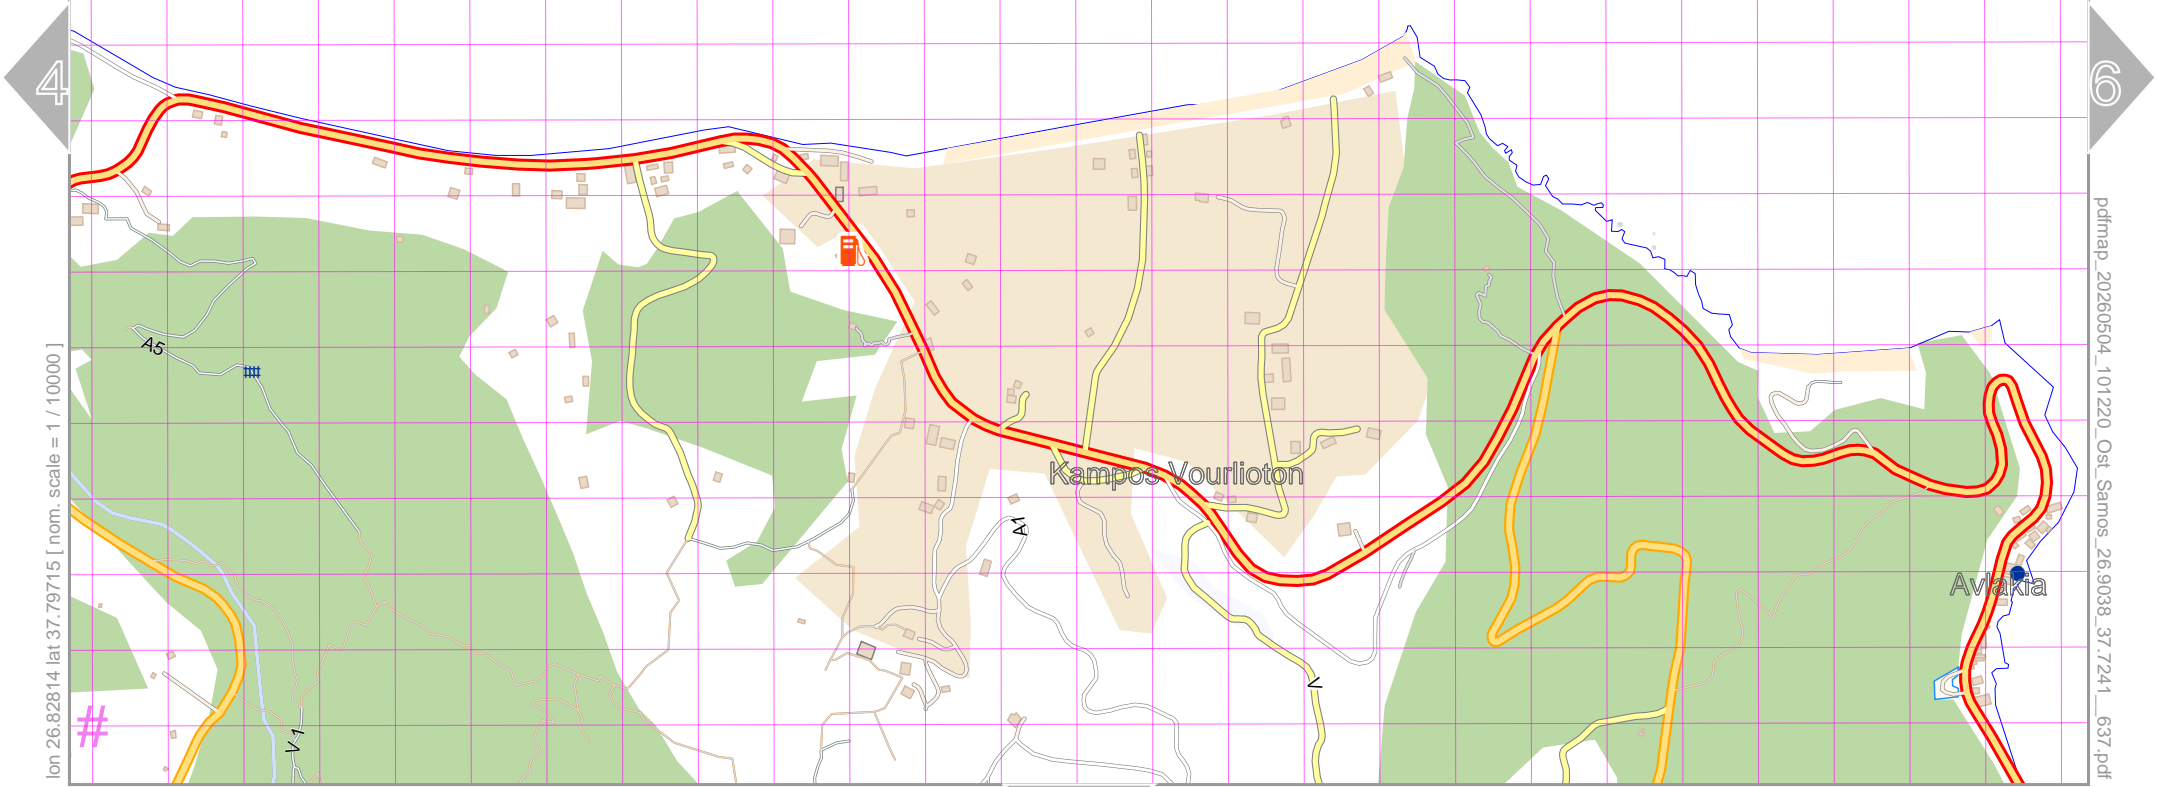 4
6
A5
Kampos Vourlioton
A1
Avlakia
V
V 1
#
lon 26.82814 lat 37.79715 [ nom. scale = 1 / 10000 ]
pdfmap_20260504_101220_Ost_Samos_26.9038_37.7241__637.pdf